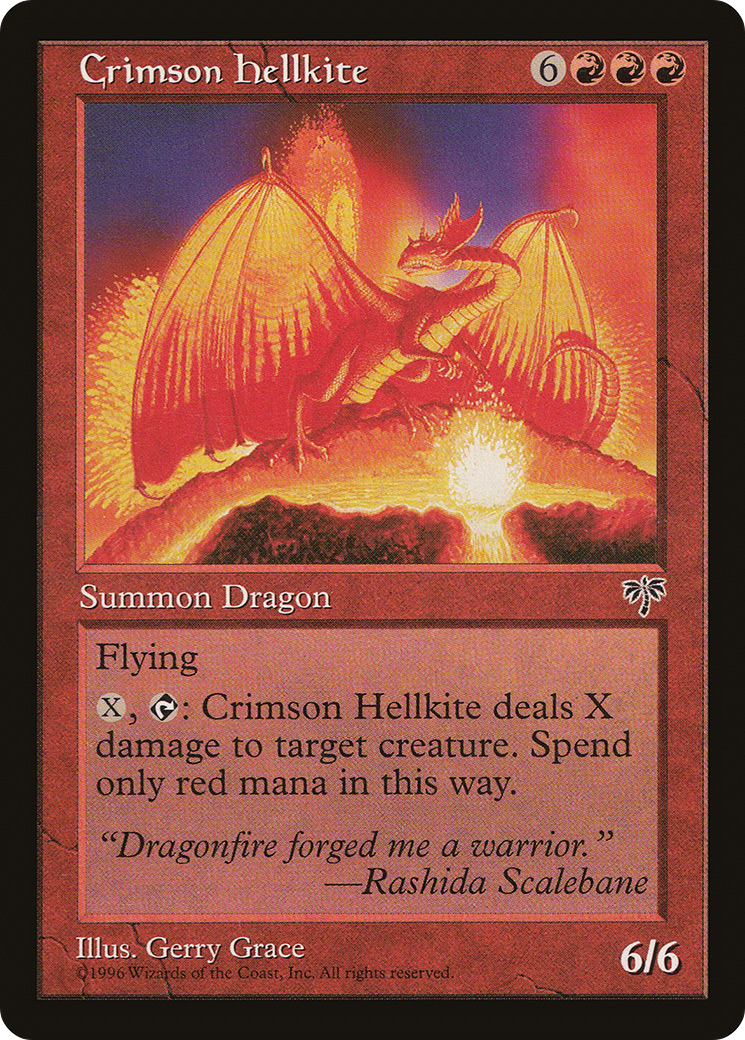 Crimson Hellkite 6
Summon Dragon
Flying
X, : Crimson Hellkite deals X
damage to target creature. Spend
only red mana in this way.
“Dragonfire forged me a warrior.”
—Rashida Scalebane
Illus. Gerry Grace
©1996 Wizards of the Coast, Inc. All rights reserved.
6/6